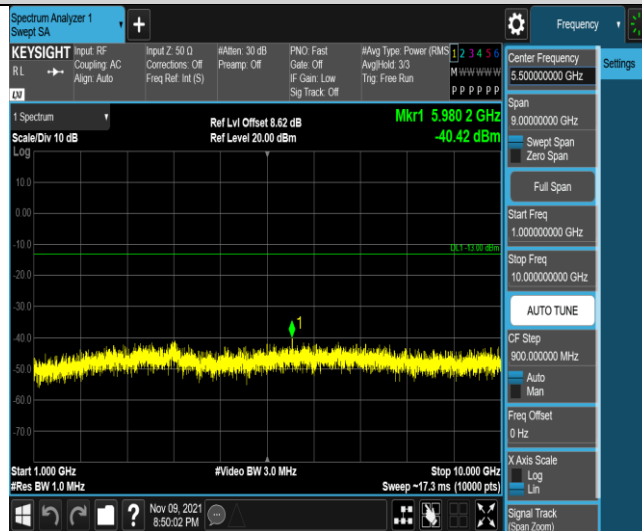 Spectrum Analyzer 1
Swept SA
+
Frequency
KEYSIGHT
RL
LXI
Input: RF
Coupling: AC
Align: Auto
Input Z: 50 Ω
Corrections: Off
Freq Ref: Int (S)
#Atten: 30 dB
Preamp: Off
PNO: Fast
Gate: Off
IF Gain: Low
Sig Track: Off
#Avg Type: Power (RMS
Avg|Hold: 3/3
Trig: Free Run
1 2 3 4 5 6
M W W W W W
P P P P P P
Center Frequency
5.500000000 GHz
Settings
Span
9.00000000 GHz
Swept Span
Zero Span
Full Span
Start Freq
1.000000000 GHz
Stop Freq
10.000000000 GHz
AUTO TUNE
CF Step
900.000000 MHz
Auto
Man
Freq Offset
0 Hz
X Axis Scale
Log
Lin
Signal Track
(Span Zoom)
1 Spectrum
Scale/Div 10 dB
Log
Ref Lvl Offset 8.62 dB
Ref Level 20.00 dBm
Mkr1 5.980 2 GHz
-40.42 dBm
10.0
0.00
-10.0
DL1 -13.00 dBm
-20.0
-30.0
1
-40.0
-50.0
-60.0
-70.0
Start 1.000 GHz
#Res BW 1.0 MHz
#Video BW 3.0 MHz
Stop 10.000 GHz
Sweep ~17.3 ms (10000 pts)
?
Nov 09, 2021
8:50:02 PM